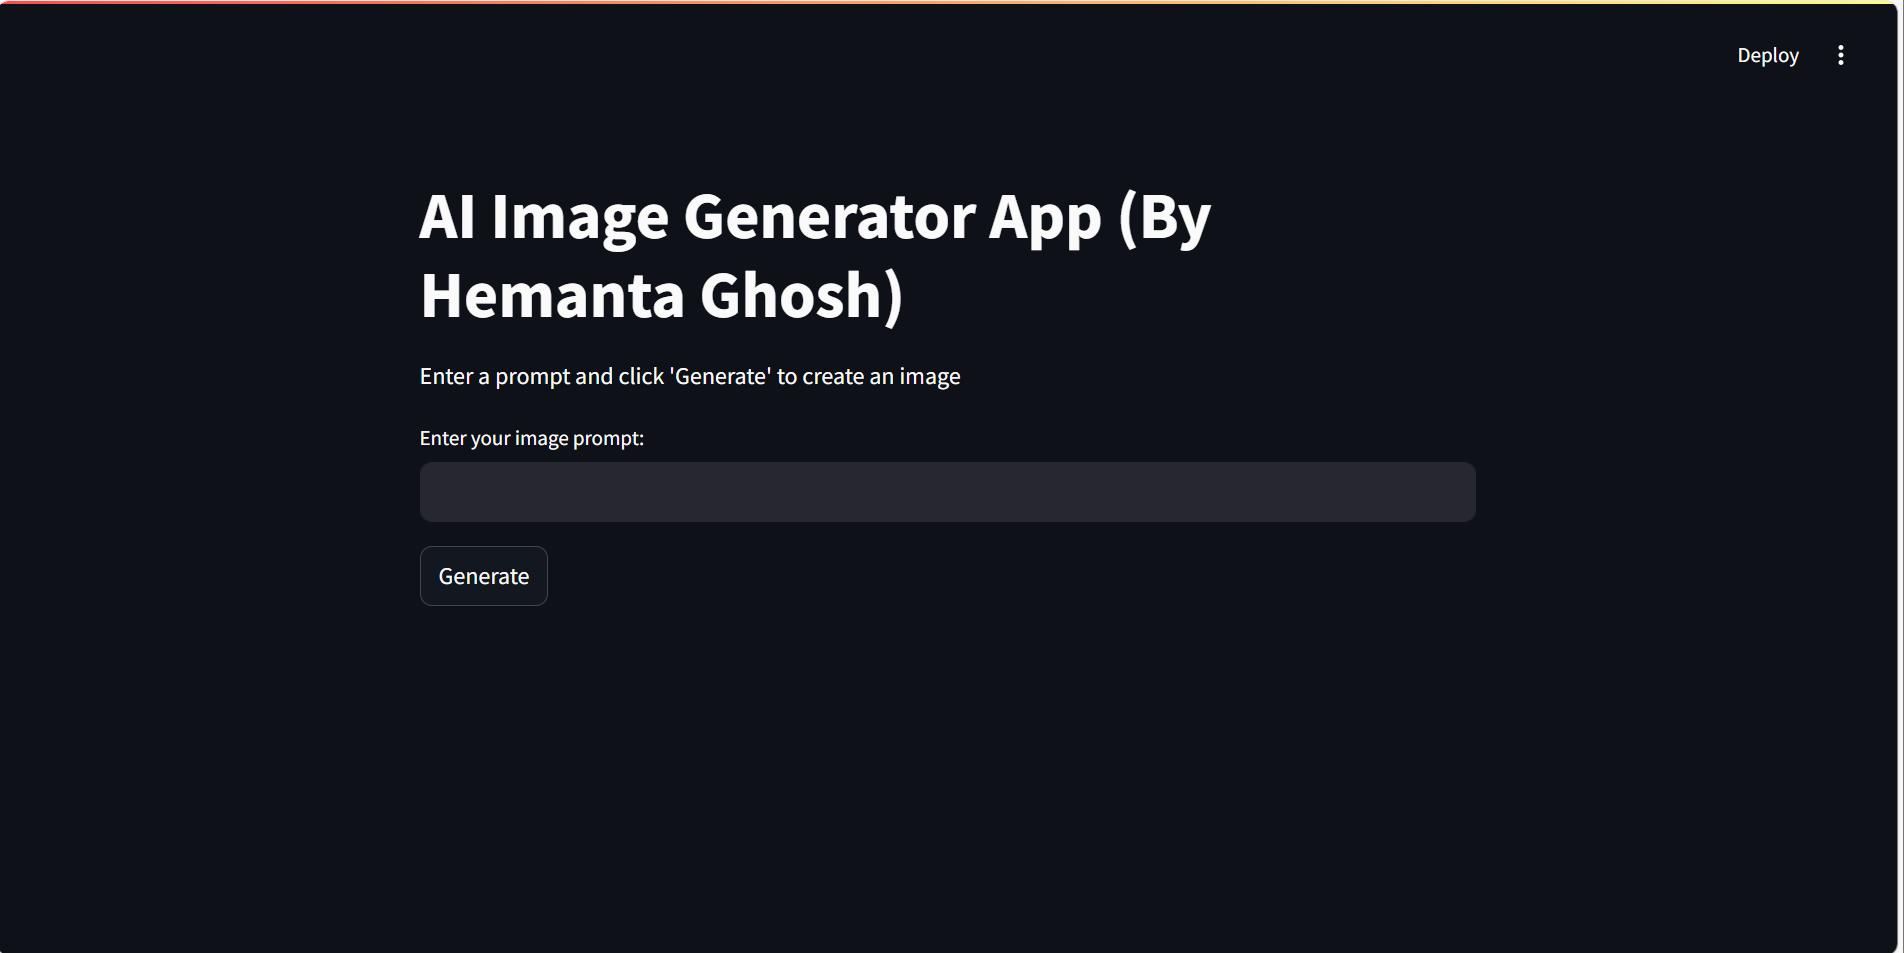 Deploy
AI Image Generator App (By
Hemanta Ghosh)
Enter a prompt and click 'Generate' to create an image
Enter your image prompt:
Generate